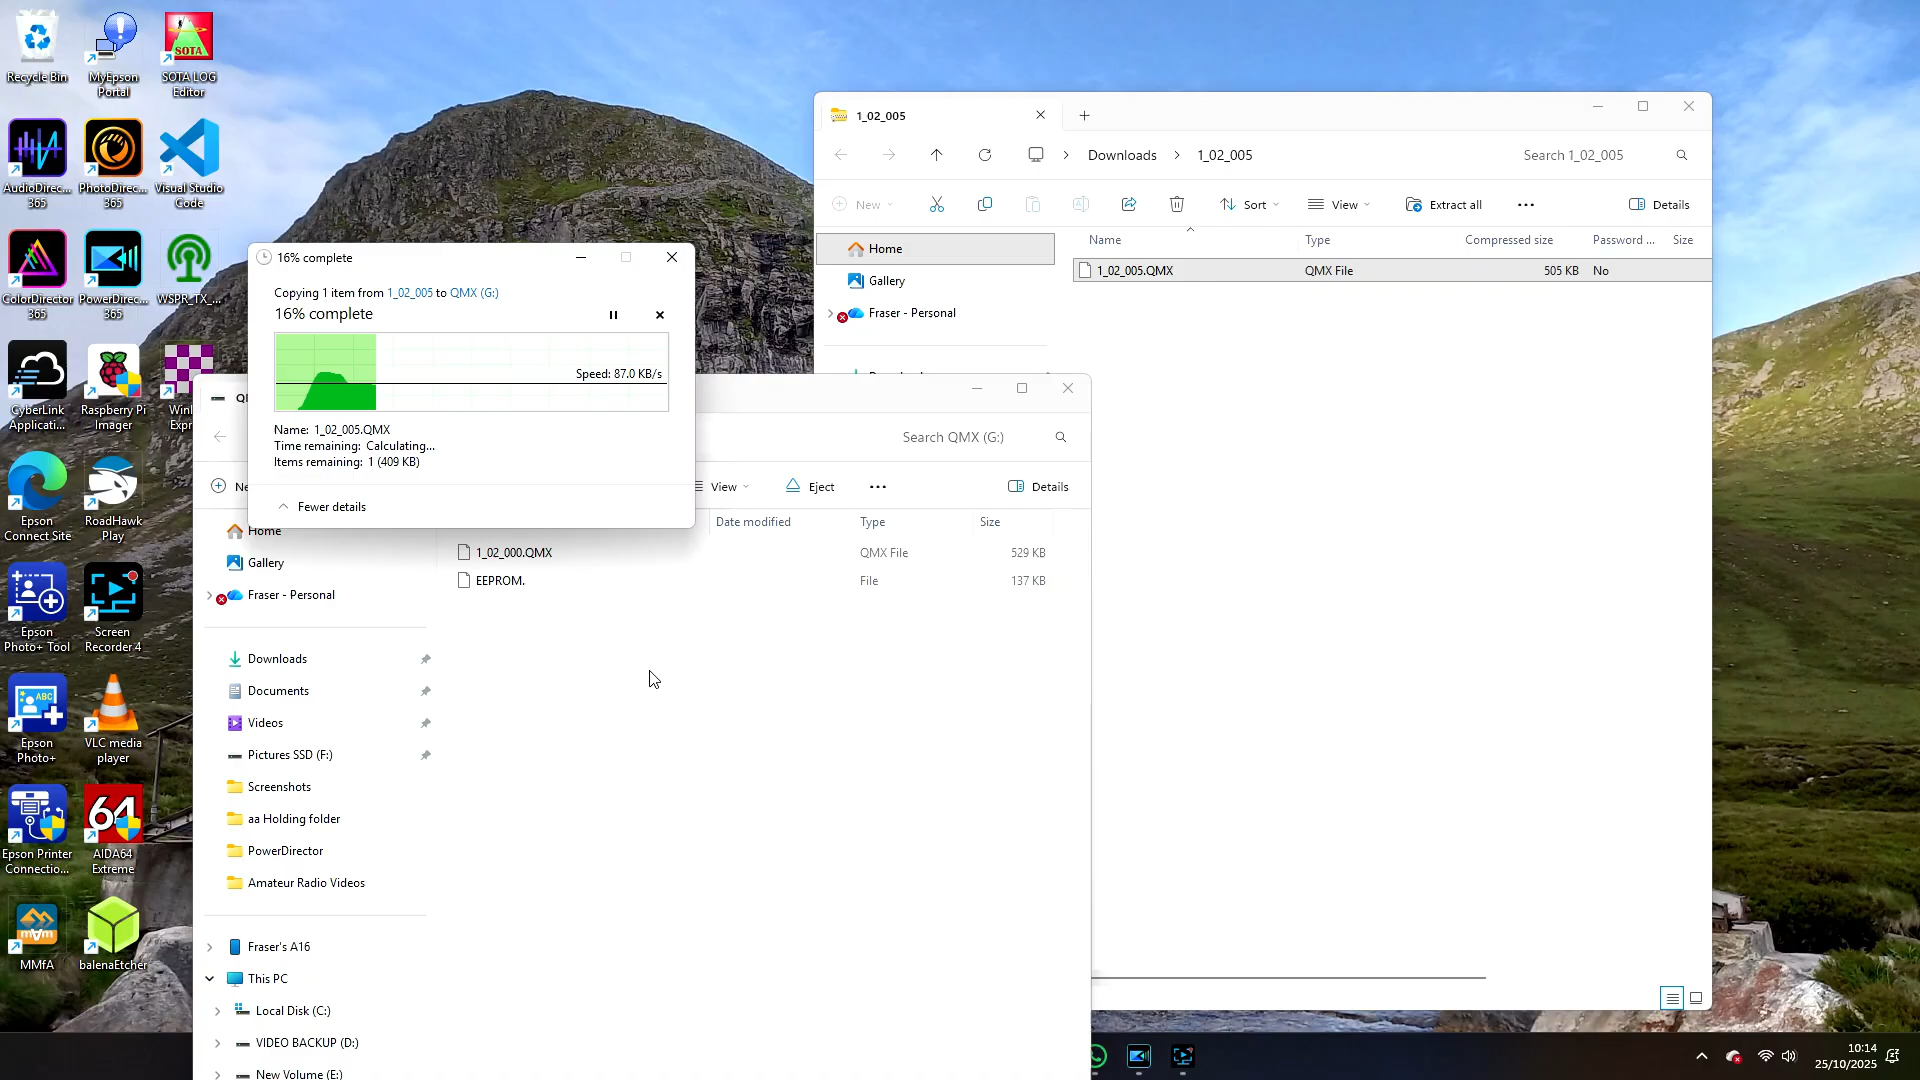 Recycle Bin
MyEpson Portal
SOTA
SOTA LOG Editor
AudioDirec... 365
PhotoDirec... 365
Visual Studio Code
ColorDirector 365
PowerDirec... 365
WSPR_TX_...
CyberLink Applicati...
Raspberry Pi Imager
Epson Connect Site
RoadHawk Play
Epson Photo+ Tool
Screen Recorder 4
ABC
Epson Photo+
VLC media player
64
Epson Printer Connectio...
AIDA64 Extreme
MMfA
balenaEtcher
1_02_005
Downloads
1_02_005
Search 1_02_005
New
Sort
View
Extract all
Details
Name
Type
Compressed size
Password ...
Size
Home
1_02_005.QMX
QMX File
505 KB
No
Gallery
Fraser - Personal
16% complete
Copying 1 item from 1_02_005 to QMX (G:)
16% complete
Speed: 87.0 KB/s
Name: 1_02_005.QMX
Time remaining: Calculating...
Items remaining: 1 (409 KB)
Fewer details
Search QMX (G:)
View
Eject
Details
Date modified
Type
Size
Home
1_02_000.QMX
QMX File
529 KB
Gallery
EEPROM.
File
137 KB
Fraser - Personal
Downloads
Documents
Videos
Pictures SSD (F:)
Screenshots
aa Holding folder
PowerDirector
Amateur Radio Videos
Fraser's A16
This PC
Local Disk (C:)
VIDEO BACKUP (D:)
New Volume (E:)
10:14
25/10/2025